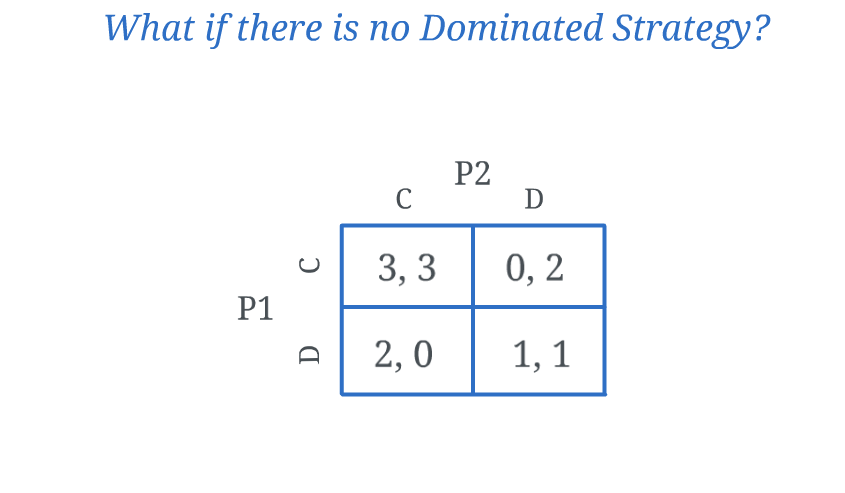 What if there is no Dominated Strategy?
P2
C D
C 3, 3 0, 2
P1
D 2, 0 1, 1